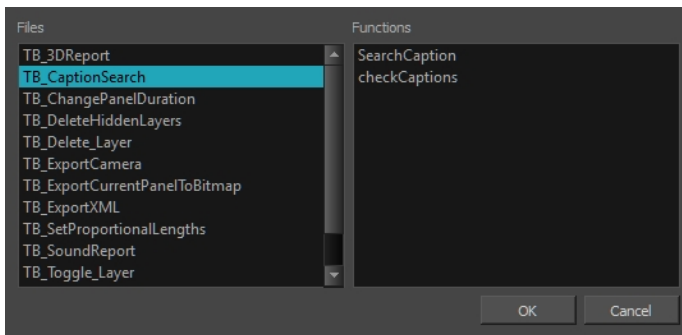 Files
Functions
TB_3DReport
TB_CaptionSearch
TB_ChangePanelDuration
TB_DeleteHiddenLayers
TB_Delete_Layer
TB_ExportCamera
TB_ExportCurrentPanelToBitmap
TB_ExportXML
TB_SetProportionalLengths
TB_SoundReport
TB_Toggle_Layer
SearchCaption
checkCaptions
OK
Cancel